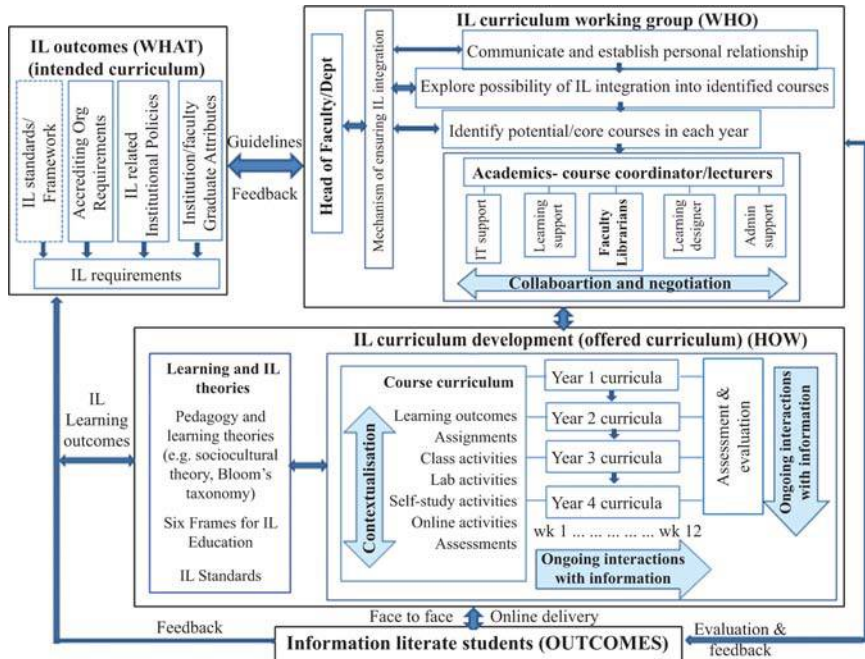 IL outcomes (WHAT)
(intended curriculum)
IL standards/
Framework
Accrediting Org
Requirements
IL related
Institutional Policies
Institution/faculty
Graduate Attributes
IL requirements
Guidelines
Feedback
IL curriculum working group (WHO)
Head of Faculty/Dept
Mechanism of ensuring IL integration
Communicate and establish personal relationship
Explore possibility of IL integration into identified courses
Identify potential/core courses in each year
Academics- course coordinator/lecturers
IT support
Learning
support
Faculty
Librarians
Learning
designer
Admin
support
Collaboartion and negotiation
IL curriculum development (offered curriculum) (HOW)
Learning and IL
theories
Pedagogy and
learning theories
(e.g. sociocultural
theory, Bloom's
taxonomy)
Six Frames for IL
Education
IL Standards
Course curriculum
Contextualisation
Learning outcomes
Assignments
Class activities
Lab activities
Self-study activities
Online activities
Assessments
Year 1 curricula
Year 2 curricula
Year 3 curricula
Year 4 curricula
wk 1 ... ... ... ... ... wk 12
Ongoing interactions
with information
Assessment &
evaluation
Ongoing interactions
with information
IL
Learning
outcomes
Face to face
Online delivery
Feedback
Information literate students (OUTCOMES)
Evaluation &
feedback